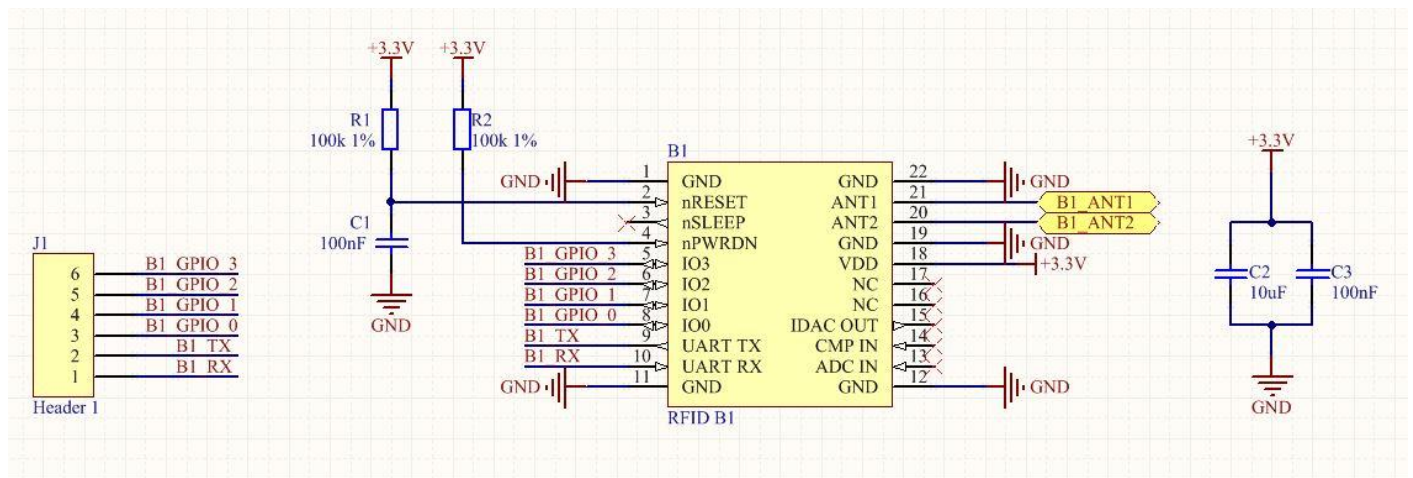 +3.3V
+3.3V
R1
100k 1%
R2
100k 1%
C1
100nF
GND
J1
6 B1_GPIO_3
5 B1_GPIO_2
4 B1_GPIO_1
3 B1_GPIO_0
2 B1_TX
1 B1_RX
Header 1
B1
GND 1 GND
2 nRESET
3 nSLEEP
4 nPWRDN
B1_GPIO_3 5 IO3
B1_GPIO_2 6 IO2
B1_GPIO_1 7 IO1
B1_GPIO_0 8 IO0
B1_TX 9 UART TX
B1_RX 10 UART RX
GND 11 GND
GND 22 GND
ANT1 21 B1_ANT1
ANT2 20 B1_ANT2
GND 19 GND
VDD 18 +3.3V
NC 17
NC 16
IDAC OUT 15
CMP IN 14
ADC IN 13
GND 12 GND
RFID B1
+3.3V
C2
10uF
C3
100nF
GND